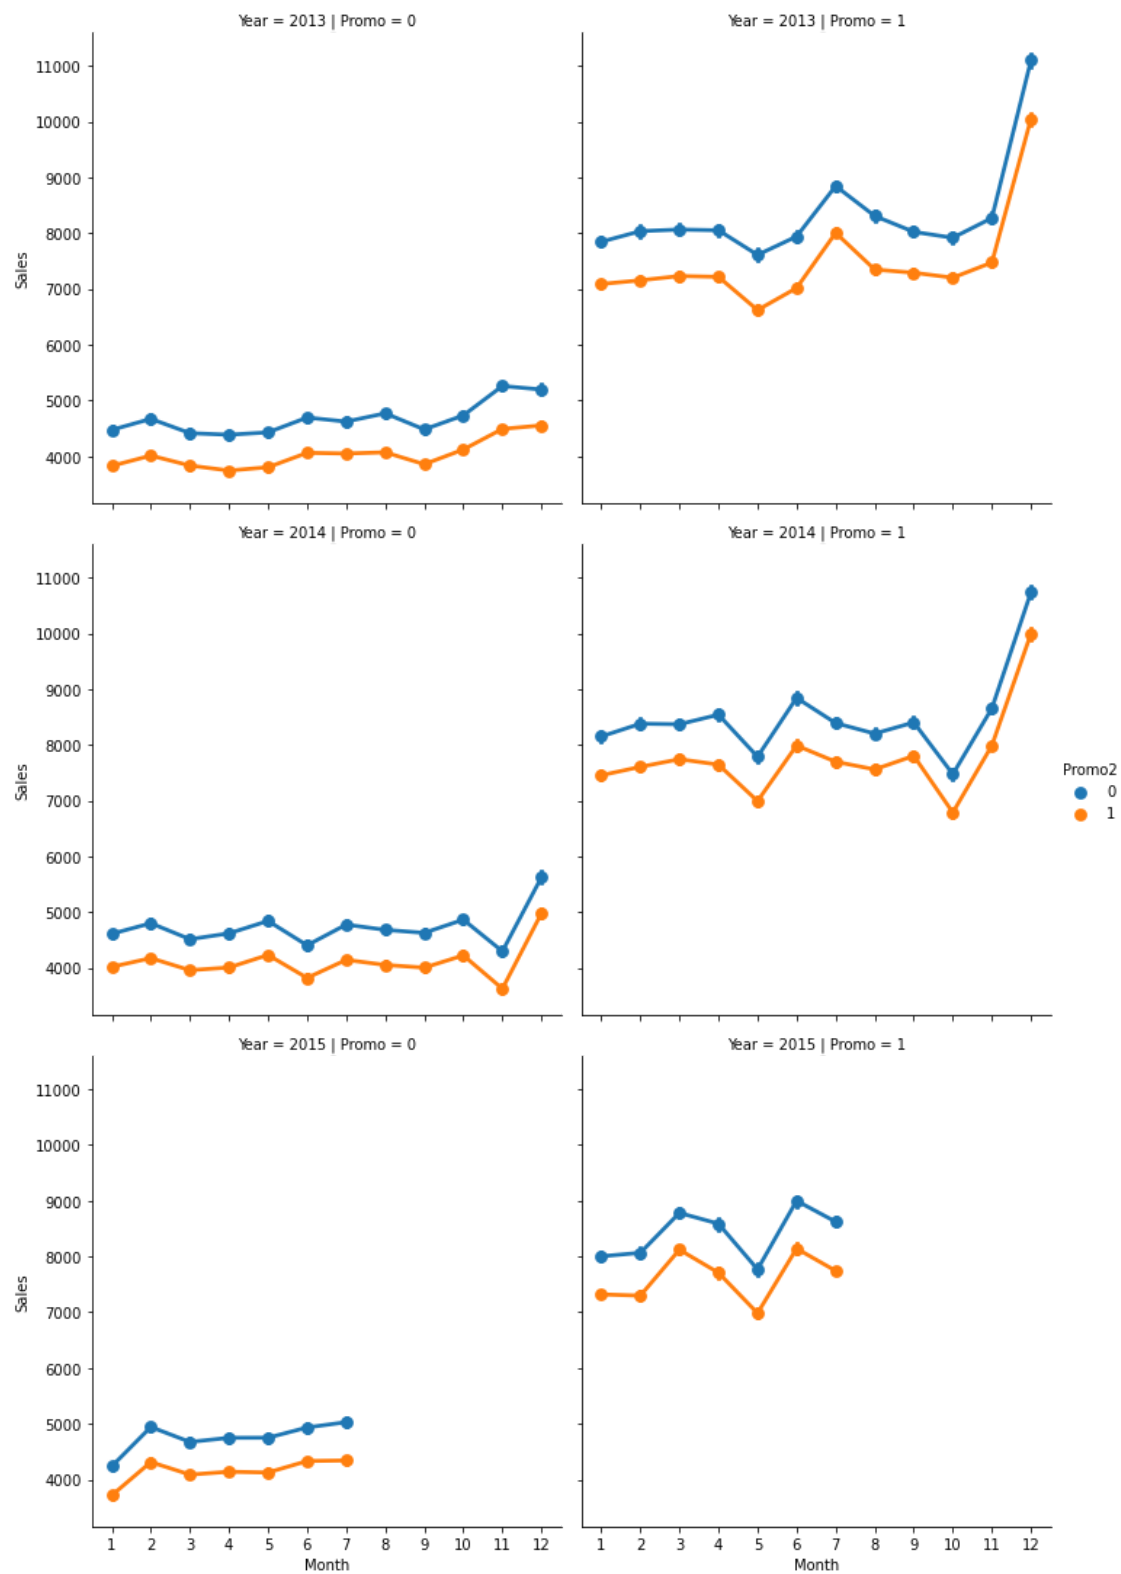 Year = 2013 | Promo = 0
Year = 2013 | Promo = 1
11000
10000
9000
8000
7000
6000
5000
4000
Sales
Year = 2014 | Promo = 0
Year = 2014 | Promo = 1
11000
10000
9000
8000
7000
6000
5000
4000
Sales
Promo2
0
1
Year = 2015 | Promo = 0
Year = 2015 | Promo = 1
11000
10000
9000
8000
7000
6000
5000
4000
Sales
1 2 3 4 5 6 7 8 9 10 11 12
Month
1 2 3 4 5 6 7 8 9 10 11 12
Month